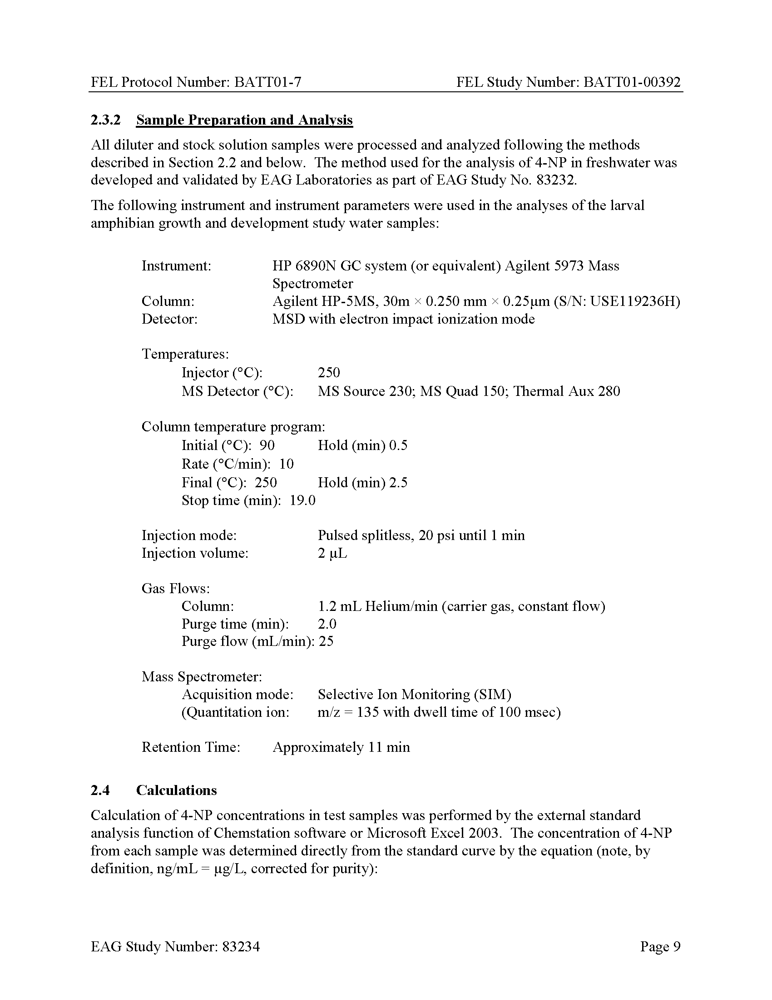 FEL Protocol Number: BATT01-7 FEL Study Number: BATT01-00392
2.3.2 Sample Preparation and Analysis
All diluter and stock solution samples were processed and analyzed following the methods
described in Section 2.2 and below. The method used for the analysis of 4-NP in freshwater was
developed and validated by EAG Laboratories as part of EAG Study No. 83232.
The following instrument and instrument parameters were used in the analyses of the larval
amphibian growth and development study water samples:
Instrument: HP 6890N GC system (or equivalent) Agilent 5973 Mass
Spectrometer
Column: Agilent HP-5MS, 30m × 0.250 mm × 0.25µm (S/N: USE119236H)
Detector: MSD with electron impact ionization mode
Temperatures:
Injector (°C): 250
MS Detector (°C): MS Source 230; MS Quad 150; Thermal Aux 280
Column temperature program:
Initial (°C): 90 Hold (min) 0.5
Rate (°C/min): 10
Final (°C): 250 Hold (min) 2.5
Stop time (min): 19.0
Injection mode: Pulsed splitless, 20 psi until 1 min
Injection volume: 2 µL
Gas Flows:
Column: 1.2 mL Helium/min (carrier gas, constant flow)
Purge time (min): 2.0
Purge flow (mL/min): 25
Mass Spectrometer:
Acquisition mode: Selective Ion Monitoring (SIM)
(Quantitation ion: m/z = 135 with dwell time of 100 msec)
Retention Time: Approximately 11 min
2.4 Calculations
Calculation of 4-NP concentrations in test samples was performed by the external standard
analysis function of Chemstation software or Microsoft Excel 2003. The concentration of 4-NP
from each sample was determined directly from the standard curve by the equation (note, by
definition, ng/mL = µg/L, corrected for purity):
EAG Study Number: 83234 Page 9